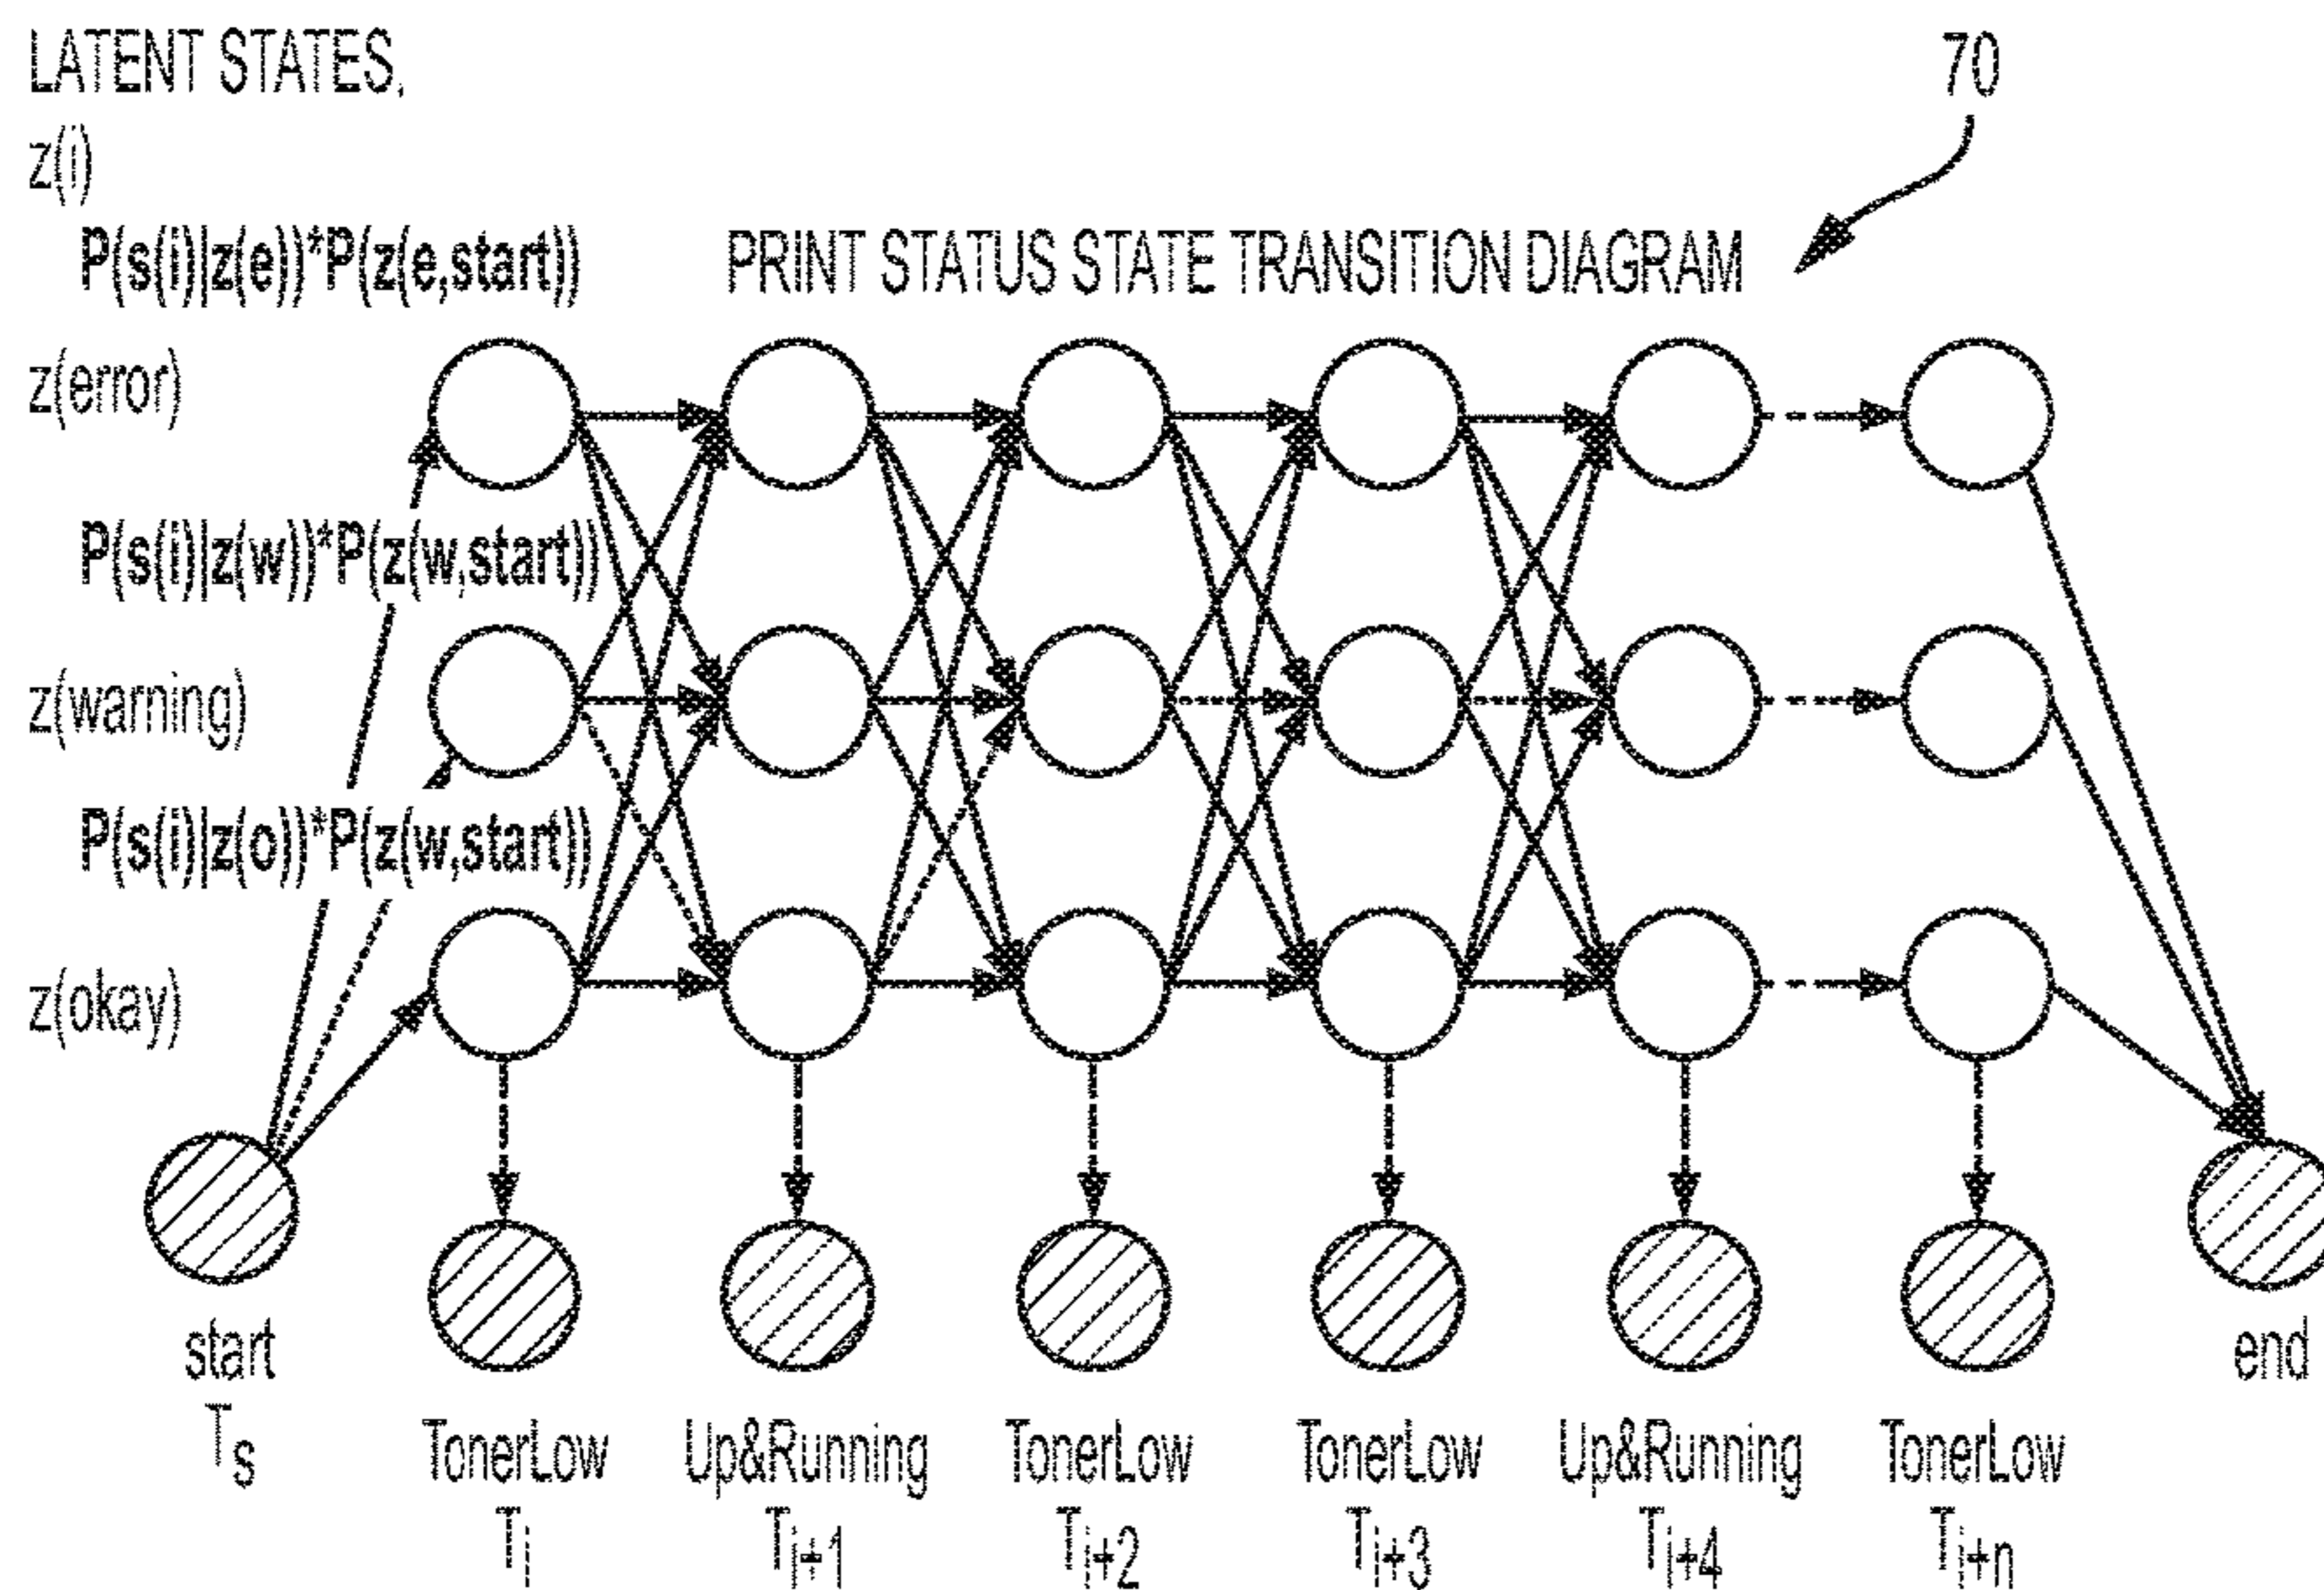 LATENT STATES,
70
z(i)
P(s(i)|z(e))*P(z(e,start))
PRINT STATUS STATE TRANSITION DIAGRAM
z(error)
P(s(i)|z(w))*P(z(w,start))
z(warning)
P(s(i)|z(o))*P(z(w,start))
z(okay)
start
end
Ts
TonerLow Up&Running TonerLow TonerLow Up&Running TonerLow
Ti Ti+1 Ti+2 Ti+3 Ti+4 Ti+n